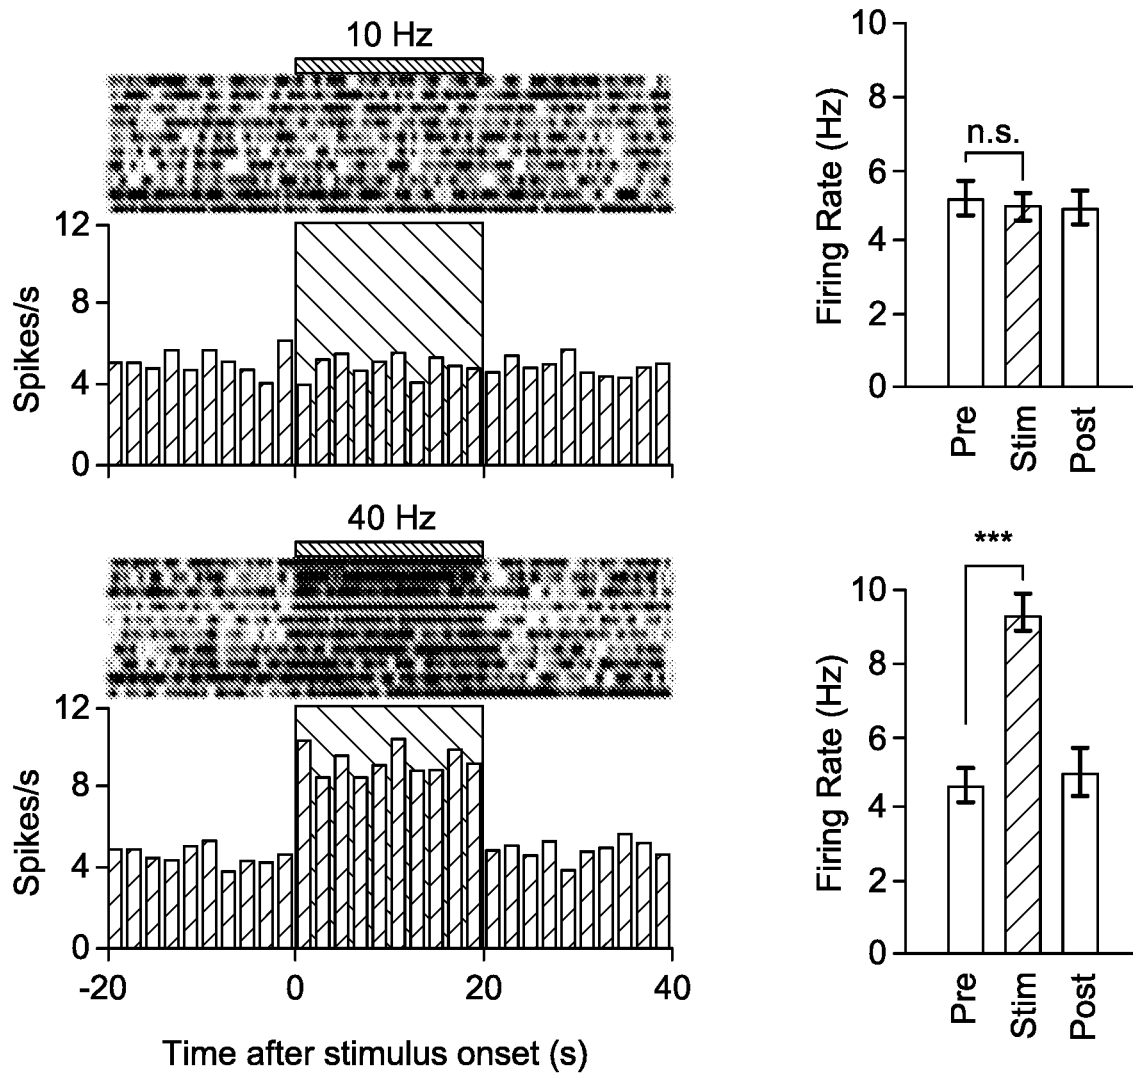 10 Hz
12
8
4
0
Spikes/s
10
8
6
4
2
0
Firing Rate (Hz)
n.s.
Pre
Stim
Post
40 Hz
12
8
4
0
Spikes/s
-20
0
20
40
Time after stimulus onset (s)
***
10
8
6
4
2
0
Firing Rate (Hz)
Pre
Stim
Post